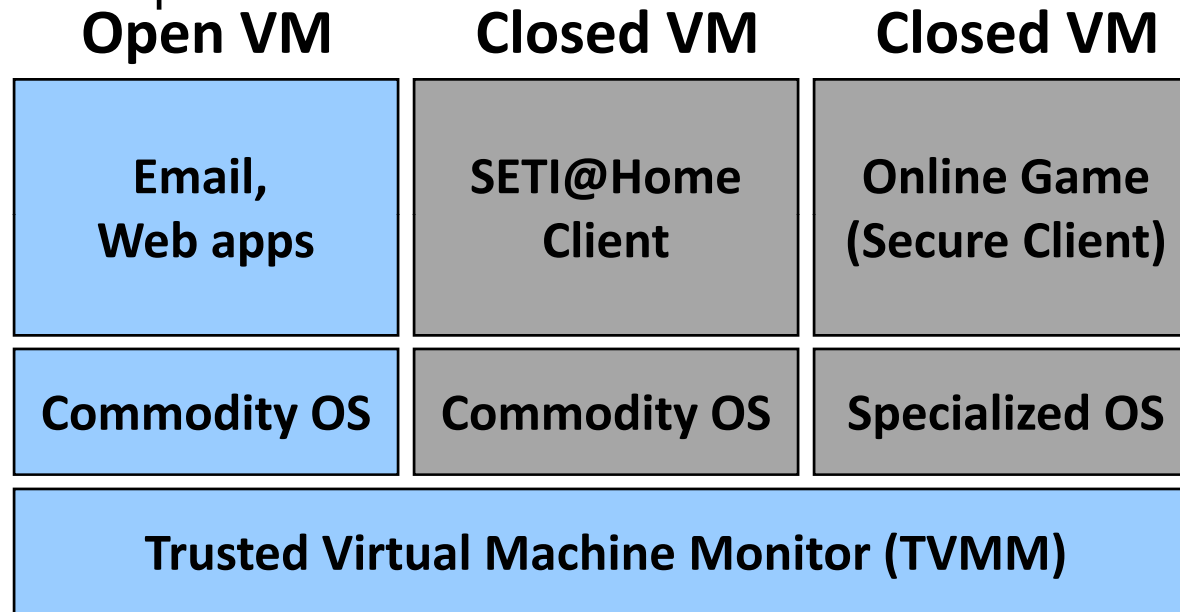 Open VM
Closed VM
Closed VM
Email,
Web apps
SETI@Home
Client
Online Game
(Secure Client)
Commodity OS
Commodity OS
Specialized OS
Trusted Virtual Machine Monitor (TVMM)